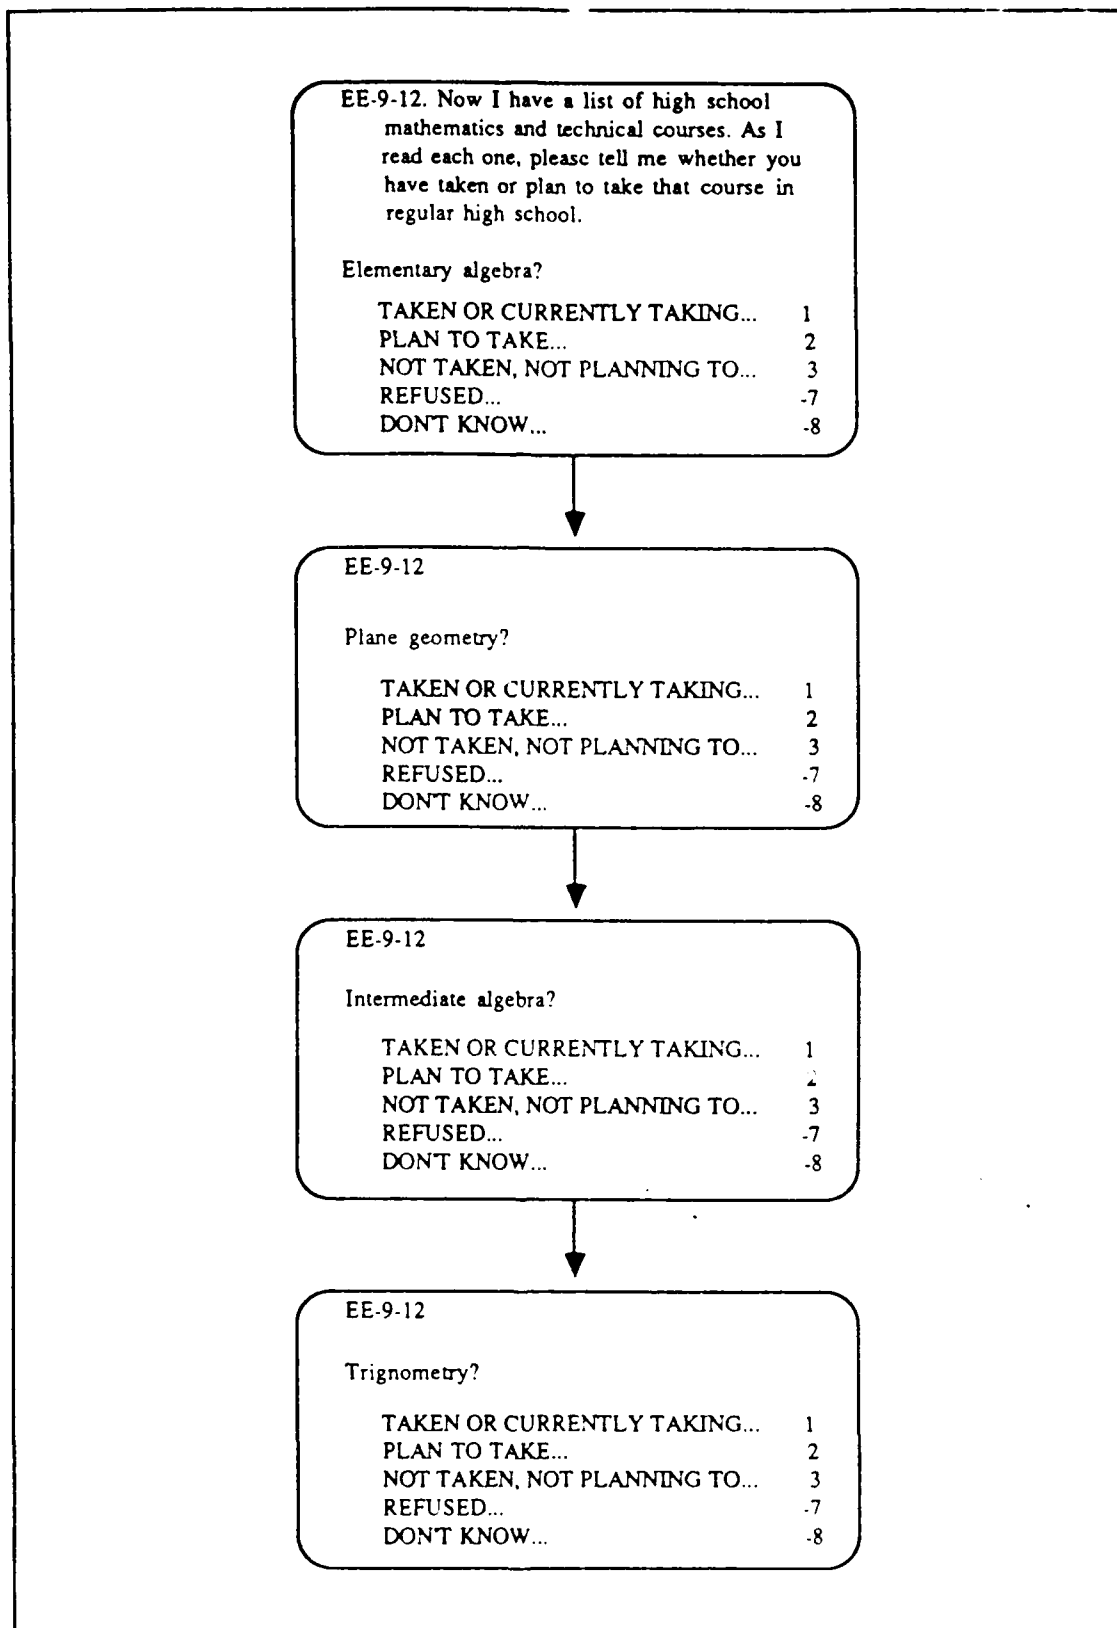 EE-9-12. Now I have a list of high school
mathematics and technical courses. As I
read each one, please tell me whether you
have taken or plan to take that course in
regular high school.
Elementary algebra?
TAKEN OR CURRENTLY TAKING... 1
PLAN TO TAKE... 2
NOT TAKEN, NOT PLANNING TO... 3
REFUSED... -7
DON'T KNOW... -8
EE-9-12
Plane geometry?
TAKEN OR CURRENTLY TAKING... 1
PLAN TO TAKE... 2
NOT TAKEN, NOT PLANNING TO... 3
REFUSED... -7
DON'T KNOW... -8
EE-9-12
Intermediate algebra?
TAKEN OR CURRENTLY TAKING... 1
PLAN TO TAKE... 2
NOT TAKEN, NOT PLANNING TO... 3
REFUSED... -7
DON'T KNOW... -8
EE-9-12
Trignometry?
TAKEN OR CURRENTLY TAKING... 1
PLAN TO TAKE... 2
NOT TAKEN, NOT PLANNING TO... 3
REFUSED... -7
DON'T KNOW... -8